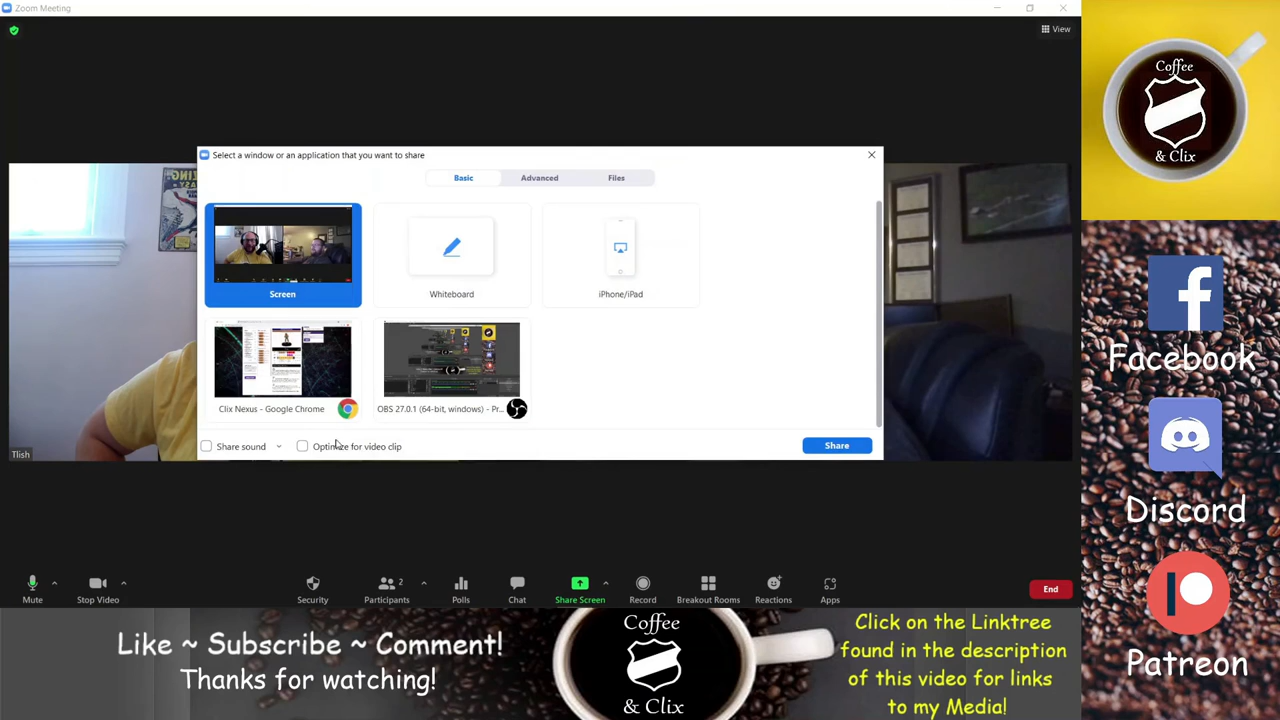 Zoom Meeting
View
Select a window or an application that you want to share
Basic
Advanced
Files
Screen
Whiteboard
iPhone/iPad
Clix Nexus - Google Chrome
OBS 27.0.1 (64-bit, windows) - Pr...
Share sound
Optimize for video clip
Share
Tlish
Mute
Stop Video
Security
Participants
2
Polls
Chat
Share Screen
Record
Breakout Rooms
Reactions
Apps
End
Coffee
& Clix
Facebook
Discord
Patreon
Like ~ Subscribe ~ Comment!
Thanks for watching!
Coffee
& Clix
Click on the Linktree
found in the description
of this video for links
to my Media!